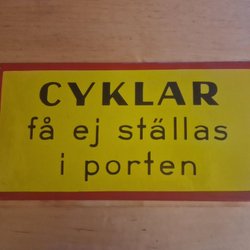 CYKLAR
få ej ställas
i porten